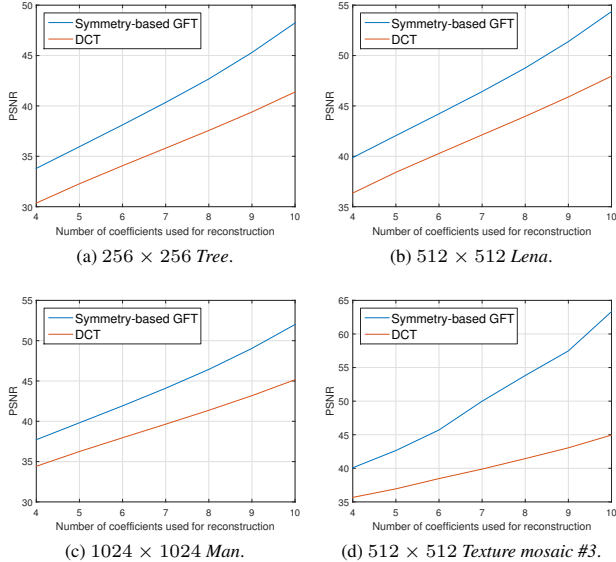 50
45
40
35
30
PSNR
Symmetry-based GFT
DCT
4 5 6 7 8 9 10
Number of coefficients used for reconstruction
(a) 256 × 256 Tree.
55
50
45
40
35
PSNR
Symmetry-based GFT
DCT
4 5 6 7 8 9 10
Number of coefficients used for reconstruction
(b) 512 × 512 Lena.
55
50
45
40
35
30
PSNR
Symmetry-based GFT
DCT
4 5 6 7 8 9 10
Number of coefficients used for reconstruction
(c) 1024 × 1024 Man.
65
60
55
50
45
40
35
PSNR
Symmetry-based GFT
DCT
4 5 6 7 8 9 10
Number of coefficients used for reconstruction
(d) 512 × 512 Texture mosaic #3.